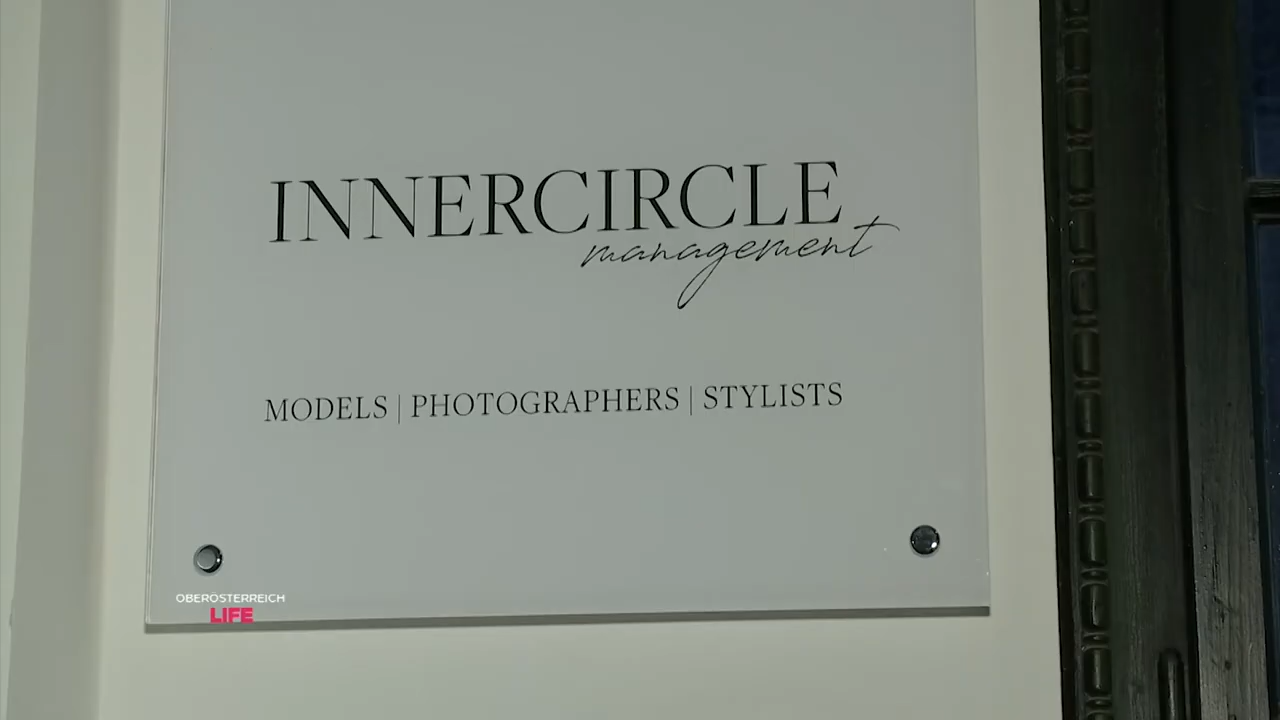 INNERCIRCLE
management
MODELS | PHOTOGRAPHERS | STYLISTS
OBERÖSTERREICH
LIFE